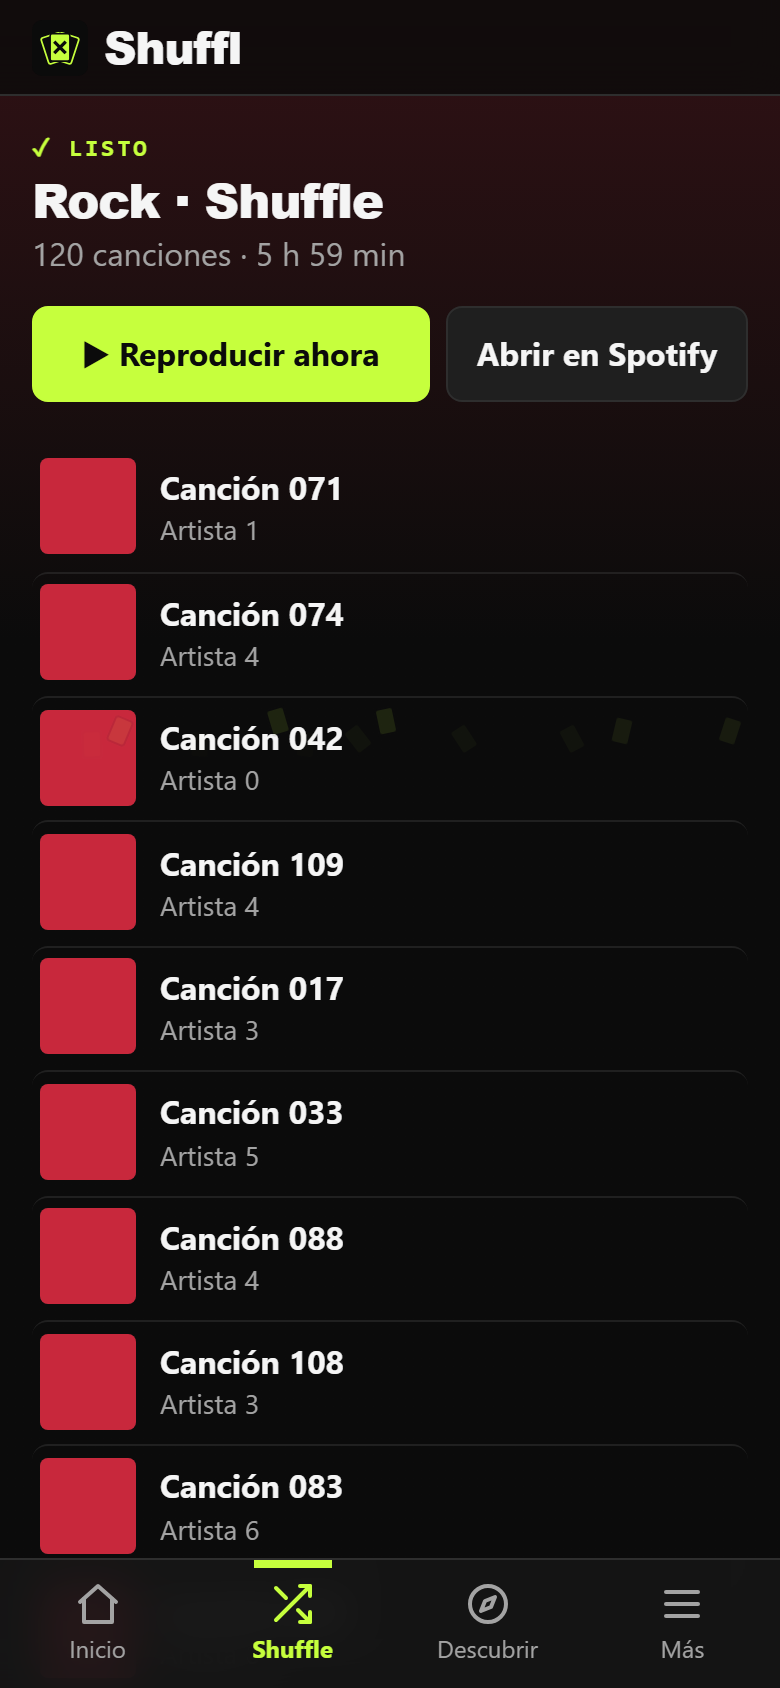 Shuffl
✓ LISTO
Rock · Shuffle
120 canciones · 5 h 59 min
▶ Reproducir ahora
Abrir en Spotify
Canción 071
Artista 1
Canción 074
Artista 4
Canción 042
Artista 0
Canción 109
Artista 4
Canción 017
Artista 3
Canción 033
Artista 5
Canción 088
Artista 4
Canción 108
Artista 3
Canción 083
Artista 6
Inicio
Shuffle
Descubrir
Más